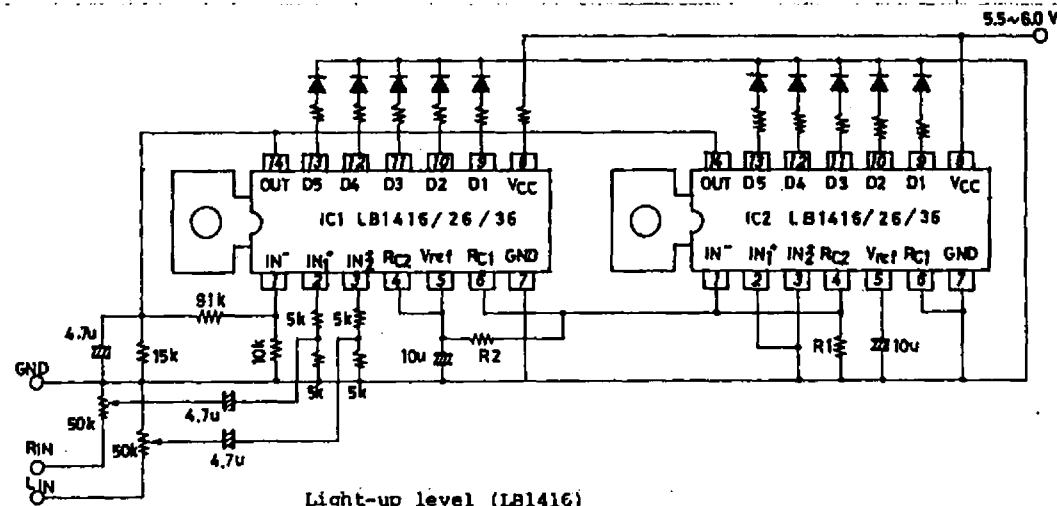 5.5~6.0 V
14 13 12 11 10 9 8
OUT D5 D4 D3 D2 D1 VCC
IC1 LB1416/26/36
IN⁻ IN1⁺ IN2⁺ RC2 Vref RC1 GND
1 2 3 4 5 6 7
14 13 12 11 10 9 8
OUT D5 D4 D3 D2 D1 VCC
IC2 LB1416/26/36
IN⁻ IN1⁺ IN2⁺ RC2 Vref RC1 GND
1 2 3 4 5 6 7
91k
4.7u
15k
10k
5k
5k
5k
5k
10u
R2
R1
10u
GND
50k
4.7u
RIN
50k
4.7u
LIN
Light-up level (LB1416)